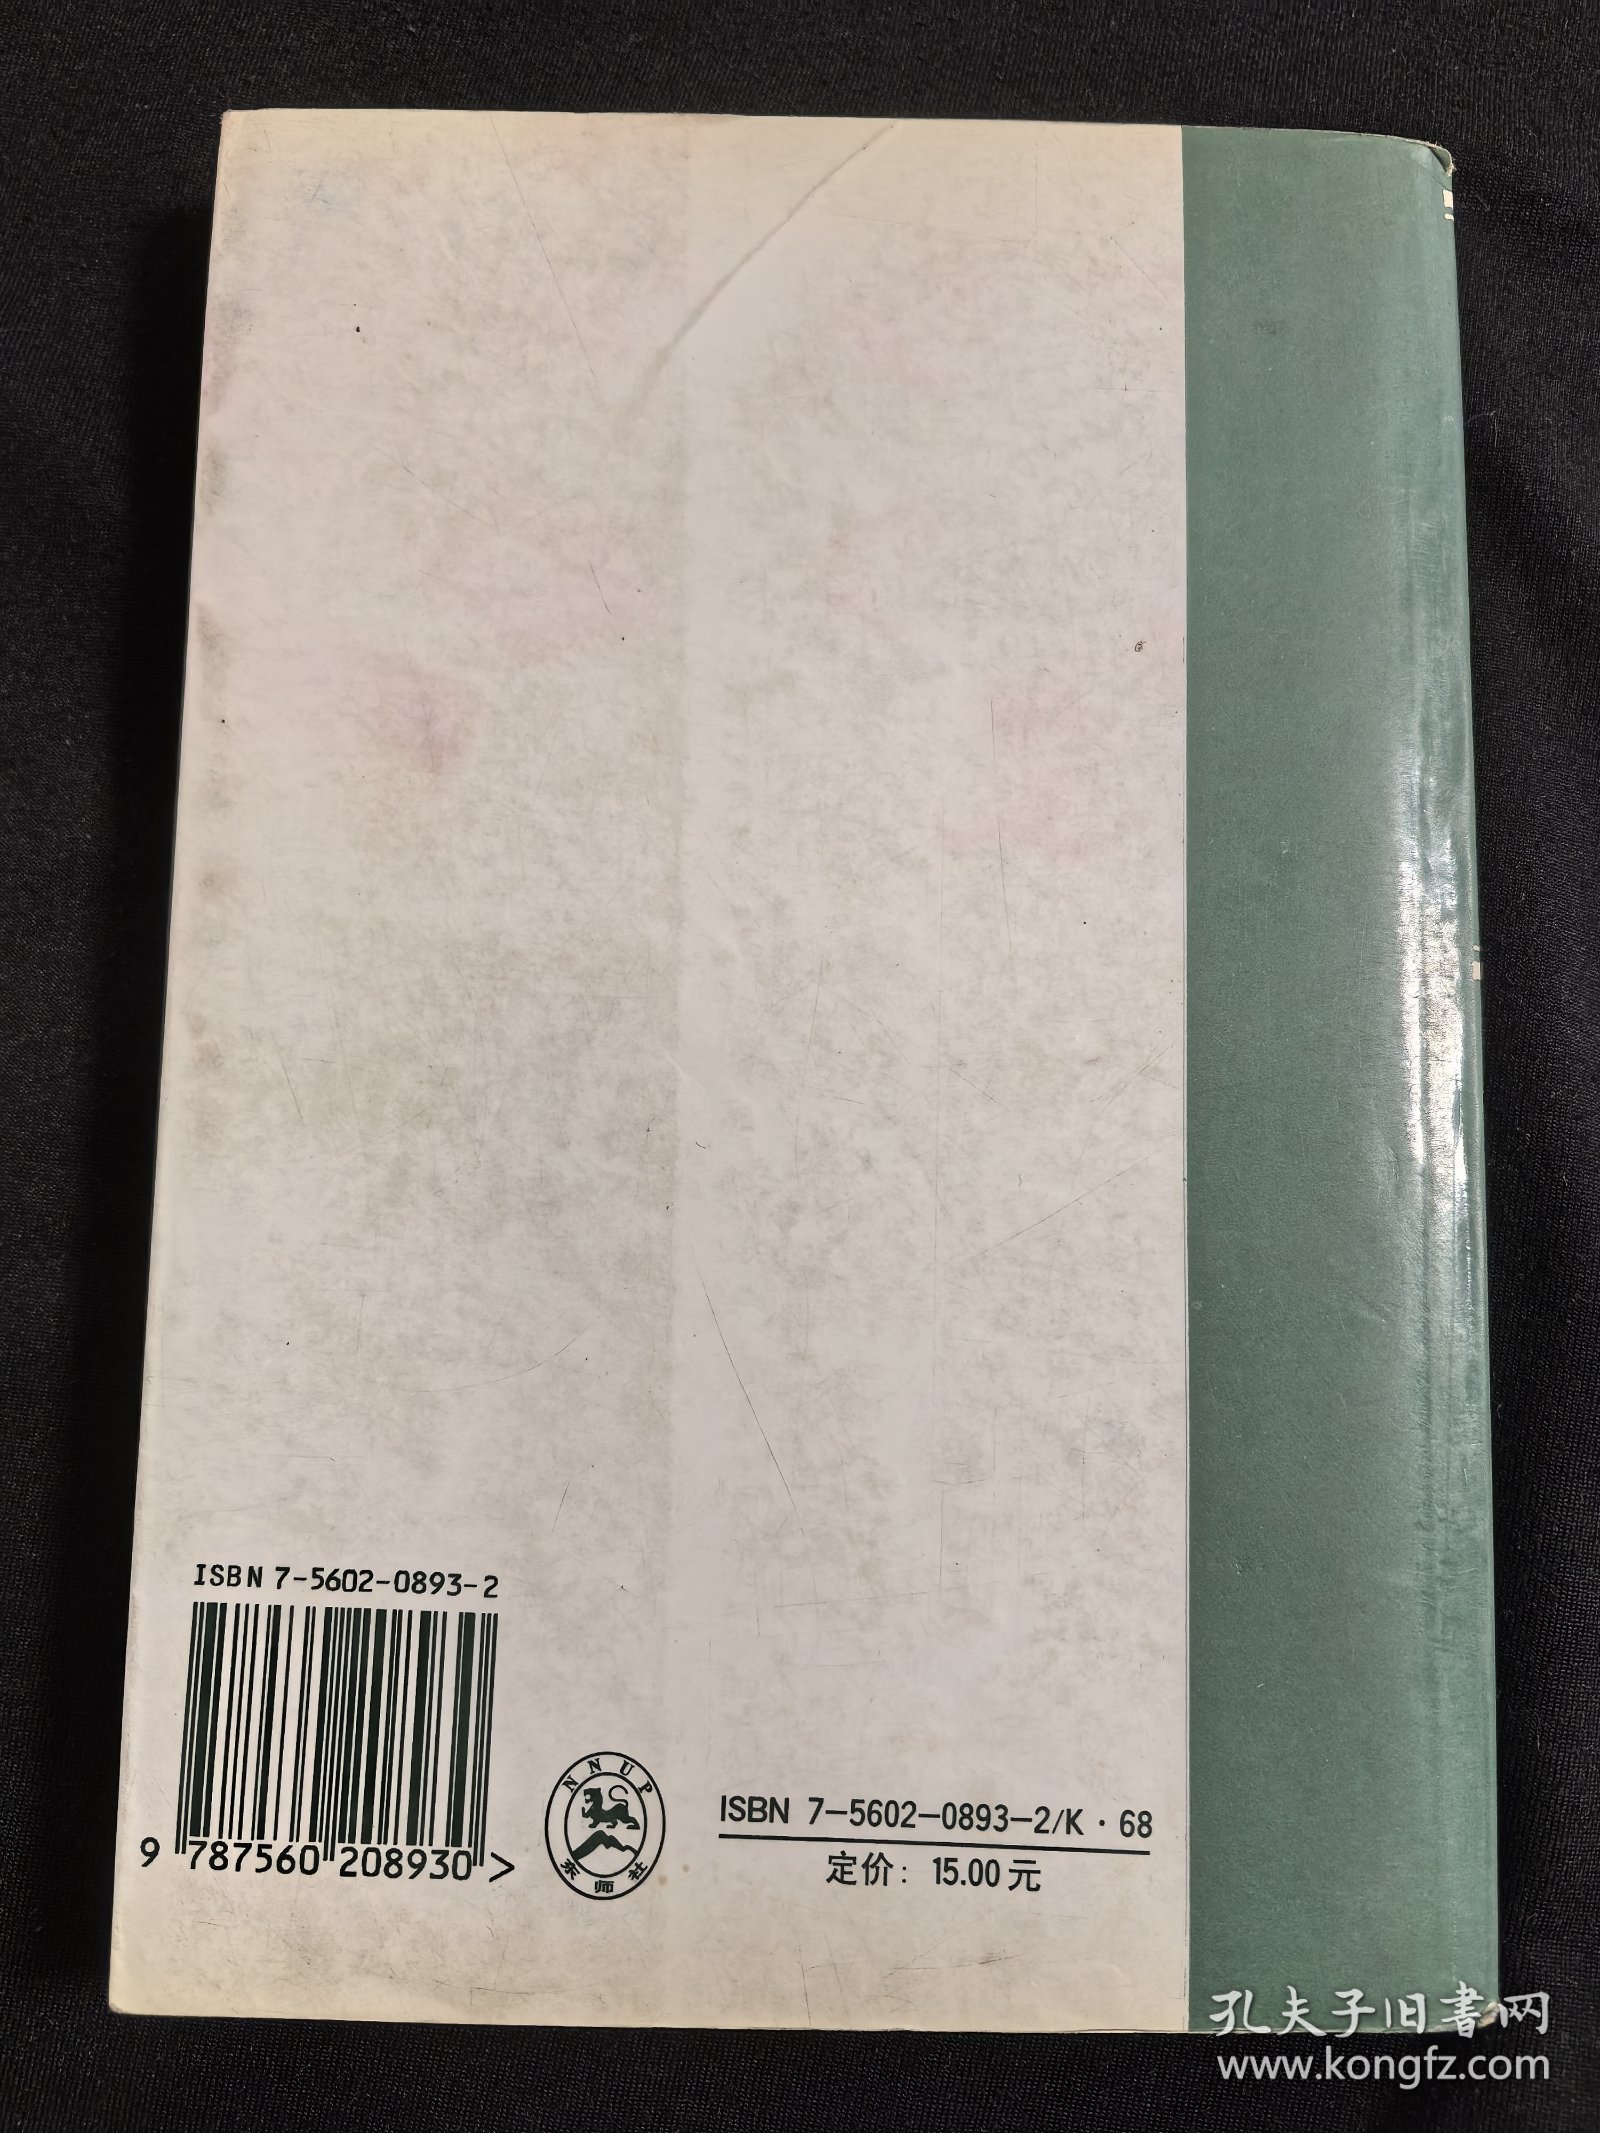 ISBN 7-5602-0893-2
9 787560 208930 >
NNUP
东师社
ISBN 7-5602-0893-2/K·68
定价: 15.00元
孔夫子旧书网
www.kongfz.com